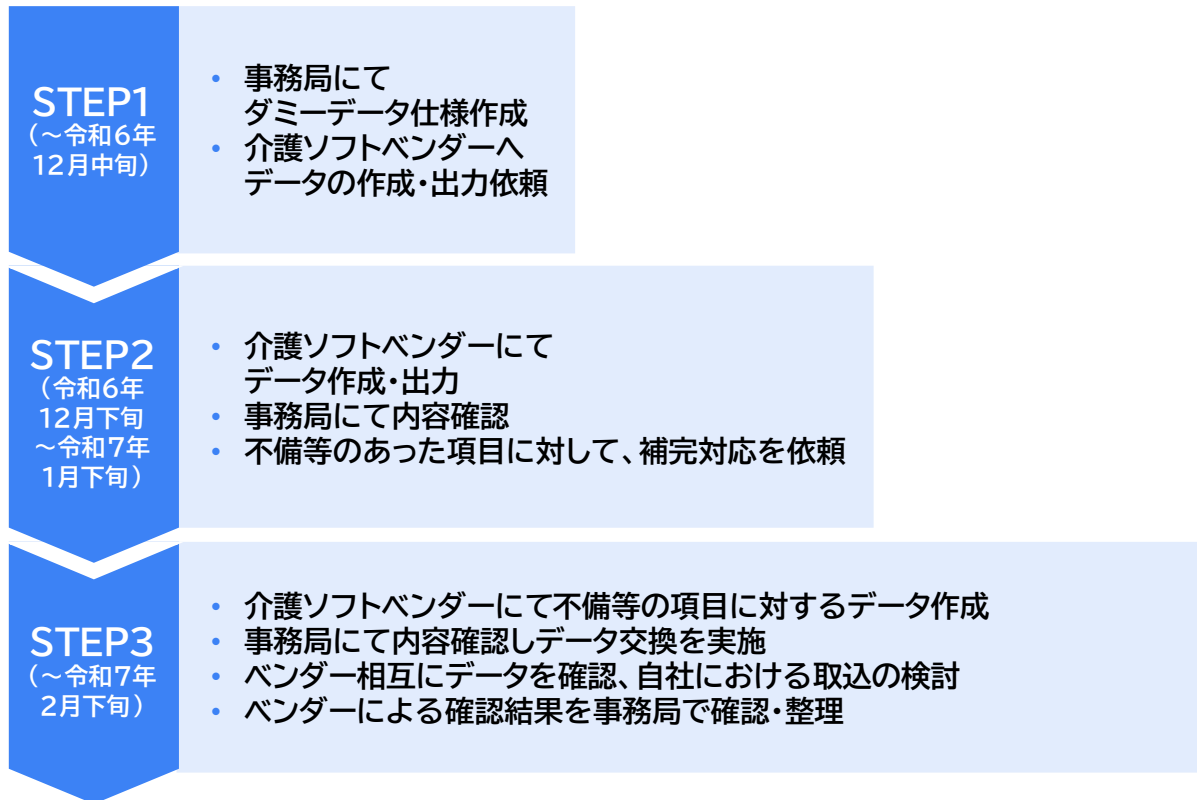 STEP1
(～令和6年
12月中旬)
• 事務局にて
ダミーデータ仕様作成
• 介護ソフトベンダーへ
データの作成・出力依頼
STEP2
(令和6年
12月下旬
～令和7年
1月下旬)
• 介護ソフトベンダーにて
データ作成・出力
• 事務局にて内容確認
• 不備等のあった項目に対して、補完対応を依頼
STEP3
(～令和7年
2月下旬)
• 介護ソフトベンダーにて不備等の項目に対するデータ作成
• 事務局にて内容確認しデータ交換を実施
• ベンダー相互にデータを確認、自社における取込の検討
• ベンダーによる確認結果を事務局で確認・整理